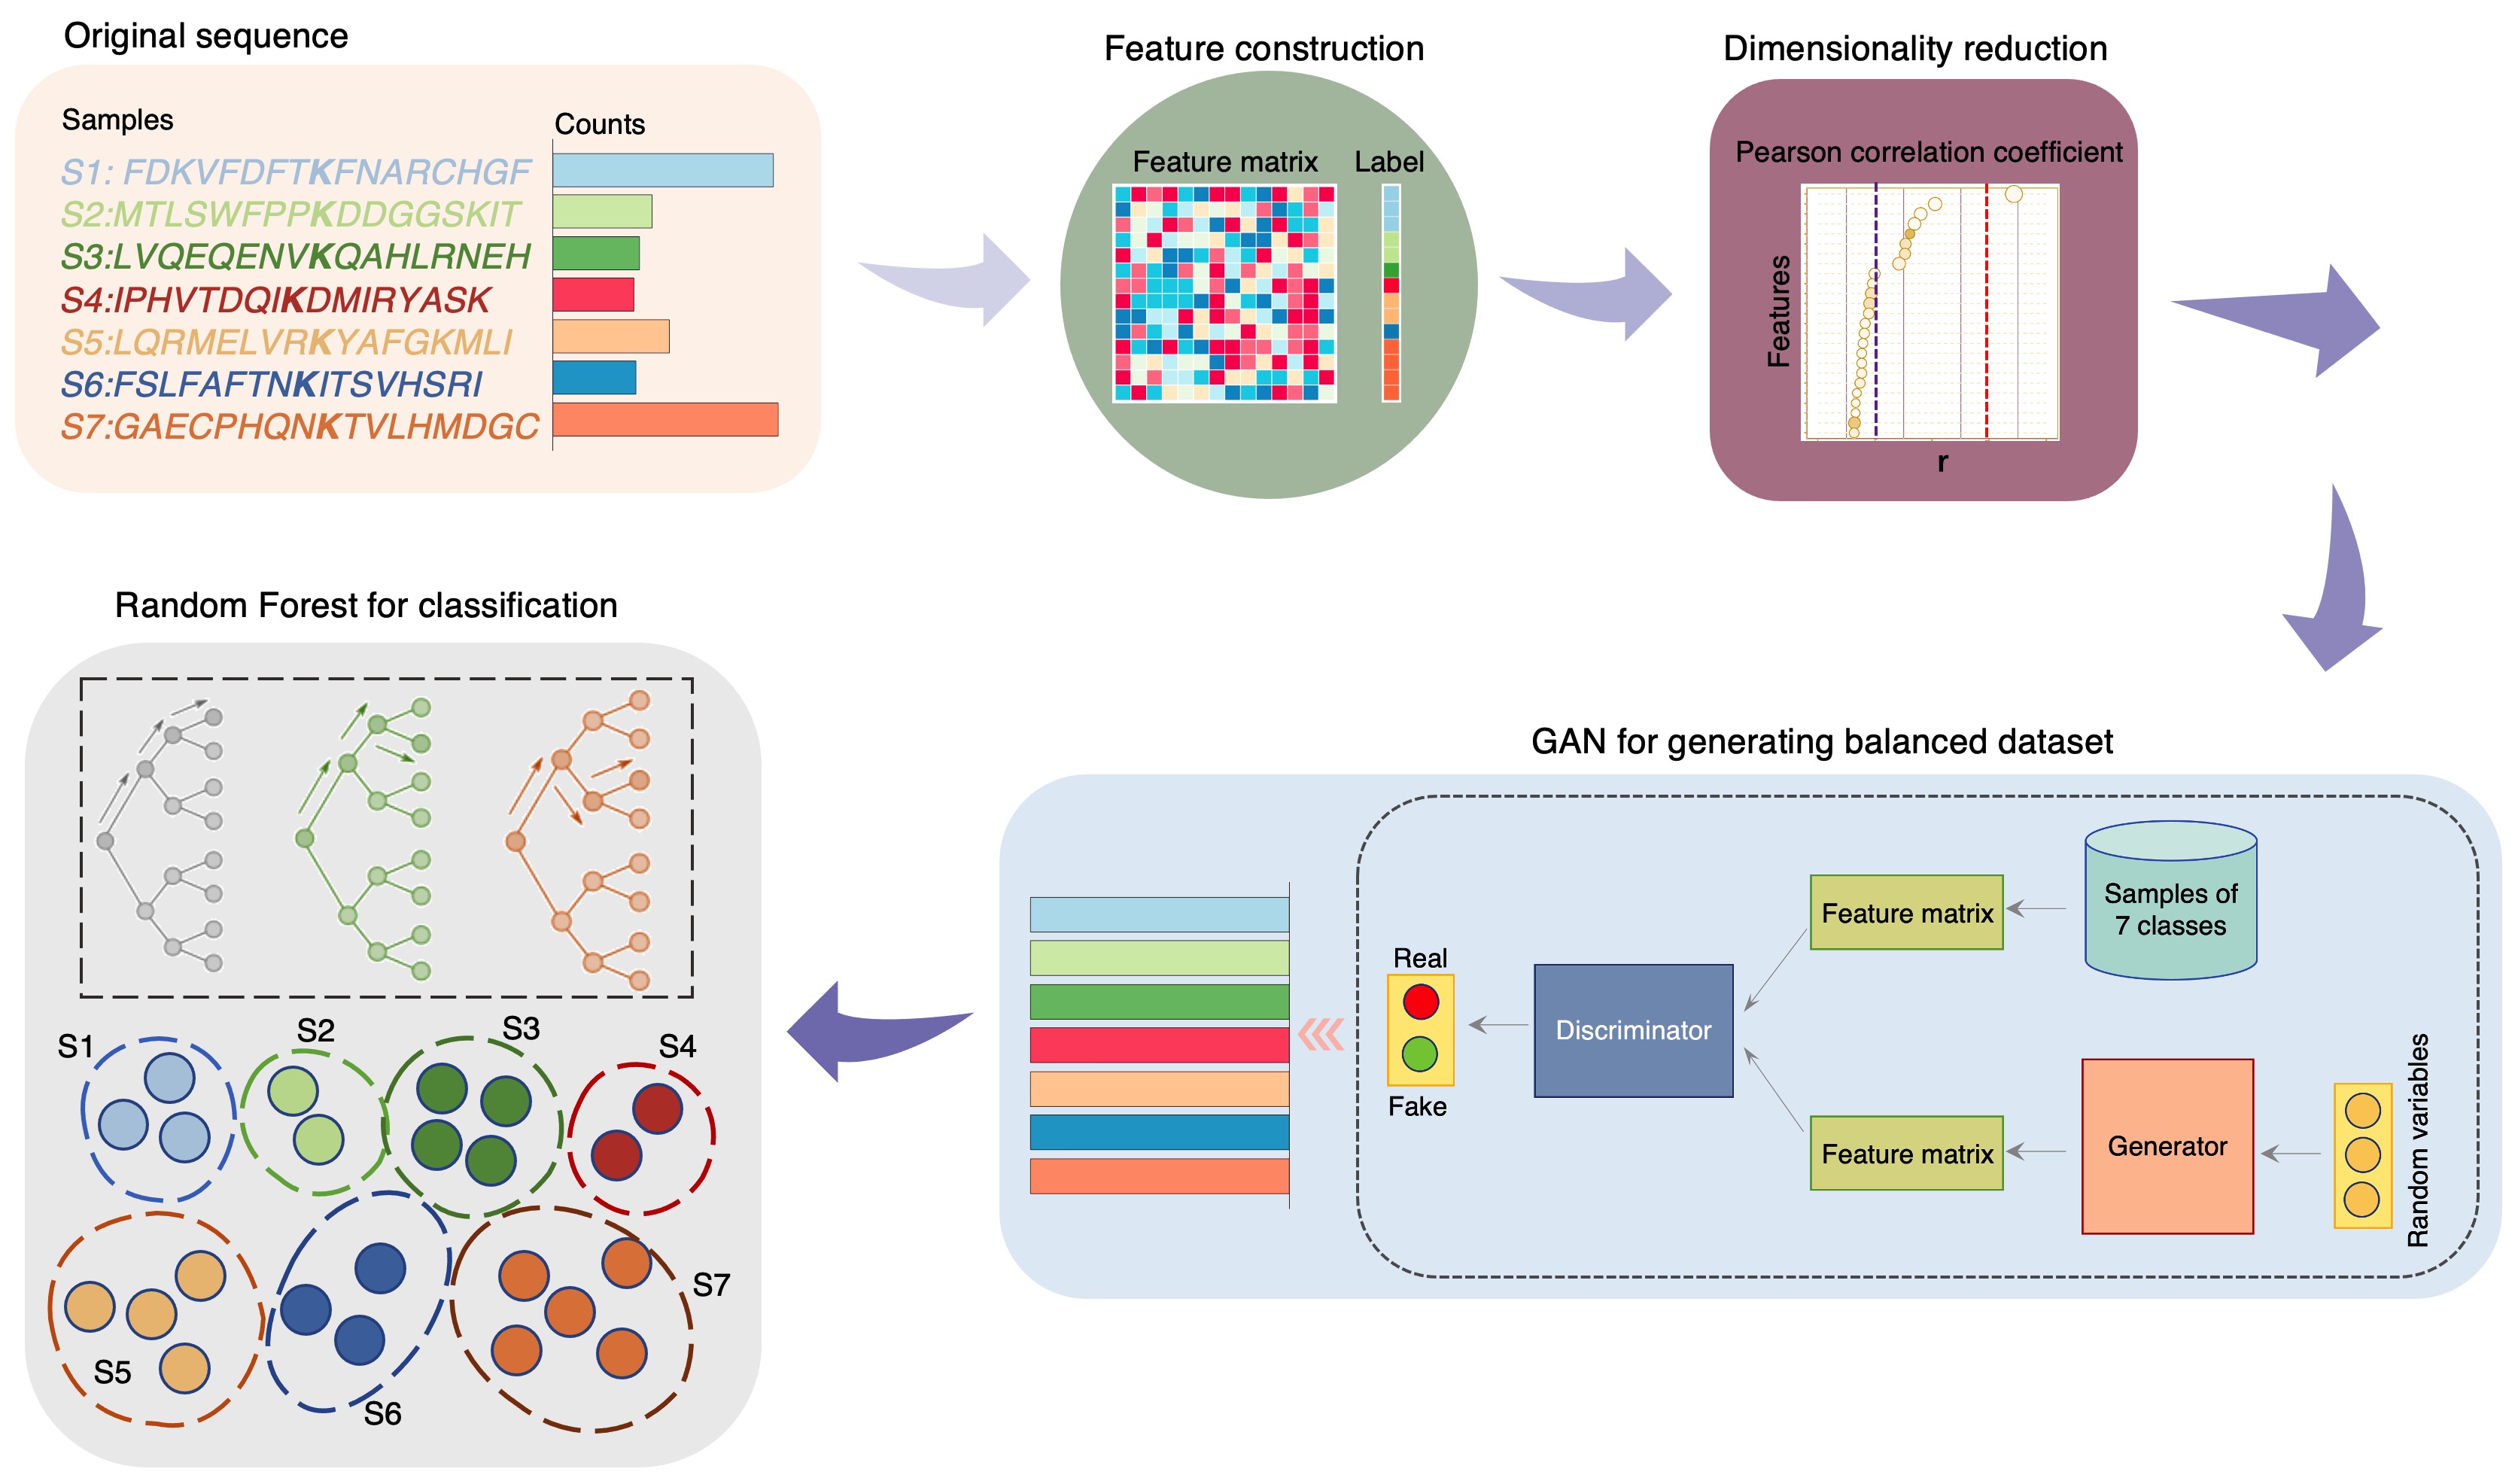 Original sequence
Samples
Counts
S1: FDKVFDFTKFNARCHGF
S2:MTLSWFPPKDDGGSKIT
S3:LVQEQENVKQAHLRNEH
S4:IPHVTDQIKDMIRYASK
S5:LQRMELVRKYAFGKMLI
S6:FSLFAFTNKITSVHSRI
S7:GAECPHQNKTVLHMDGC
Feature construction
Feature matrix
Label
Dimensionality reduction
Pearson correlation coefficient
Features
r
GAN for generating balanced dataset
Samples of
7 classes
Feature matrix
Real
Discriminator
Fake
Feature matrix
Generator
Random variables
Random Forest for classification
S1
S2
S3
S4
S5
S6
S7